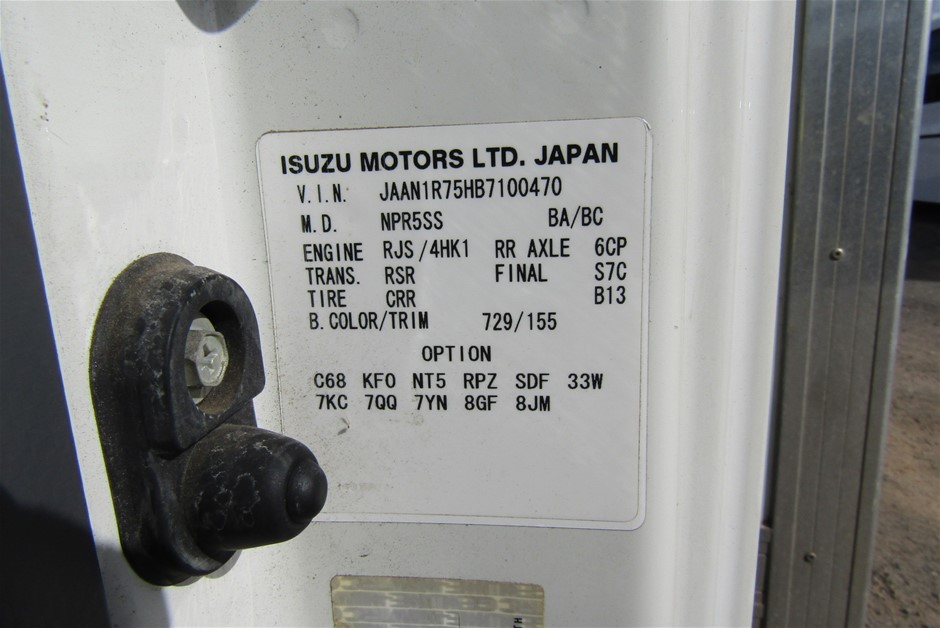 ISUZU MOTORS LTD. JAPAN
V.I.N. JAAN1R75HB7100470
M.D. NPR5SS BA/BC
ENGINE RJS/4HK1 RR AXLE 6CP
TRANS. RSR FINAL S7C
TIRE CRR B13
B.COLOR/TRIM 729/155
OPTION
C68 KF0 NT5 RPZ SDF 33W
7KC 7QQ 7YN 8GF 8JM